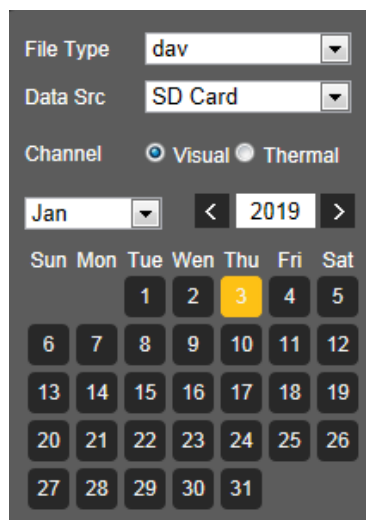 File Type dav
Data Src SD Card
Channel Visual Thermal
Jan < 2019 >
Sun Mon Tue Wen Thu Fri Sat
1 2 3 4 5
6 7 8 9 10 11 12
13 14 15 16 17 18 19
20 21 22 23 24 25 26
27 28 29 30 31